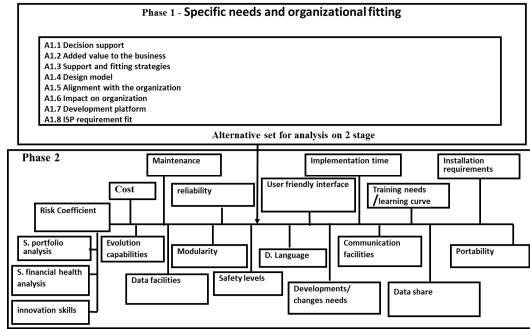 Phase 1 - Specific needs and organizational fitting
A1.1 Decision support
A1.2 Added value to the business
A1.3 Support and fitting strategies
A1.4 Design model
A1.5 Alignment with the organization
A1.6 Impact on organization
A1.7 Development platform
A1.8 ISP requirement fit
Alternative set for analysis on 2 stage
Phase 2
Maintenance
Implementation time
Installation
requirements
Cost
reliability
User friendly interface
Training needs
/learning curve
Risk Coefficient
S. portfolio
analysis
Evolution
capabilities
Modularity
D. Language
Communication
facilities
Portability
S. financial health
analysis
Data facilities
Safety levels
Developments/
changes needs
Data share
innovation skills